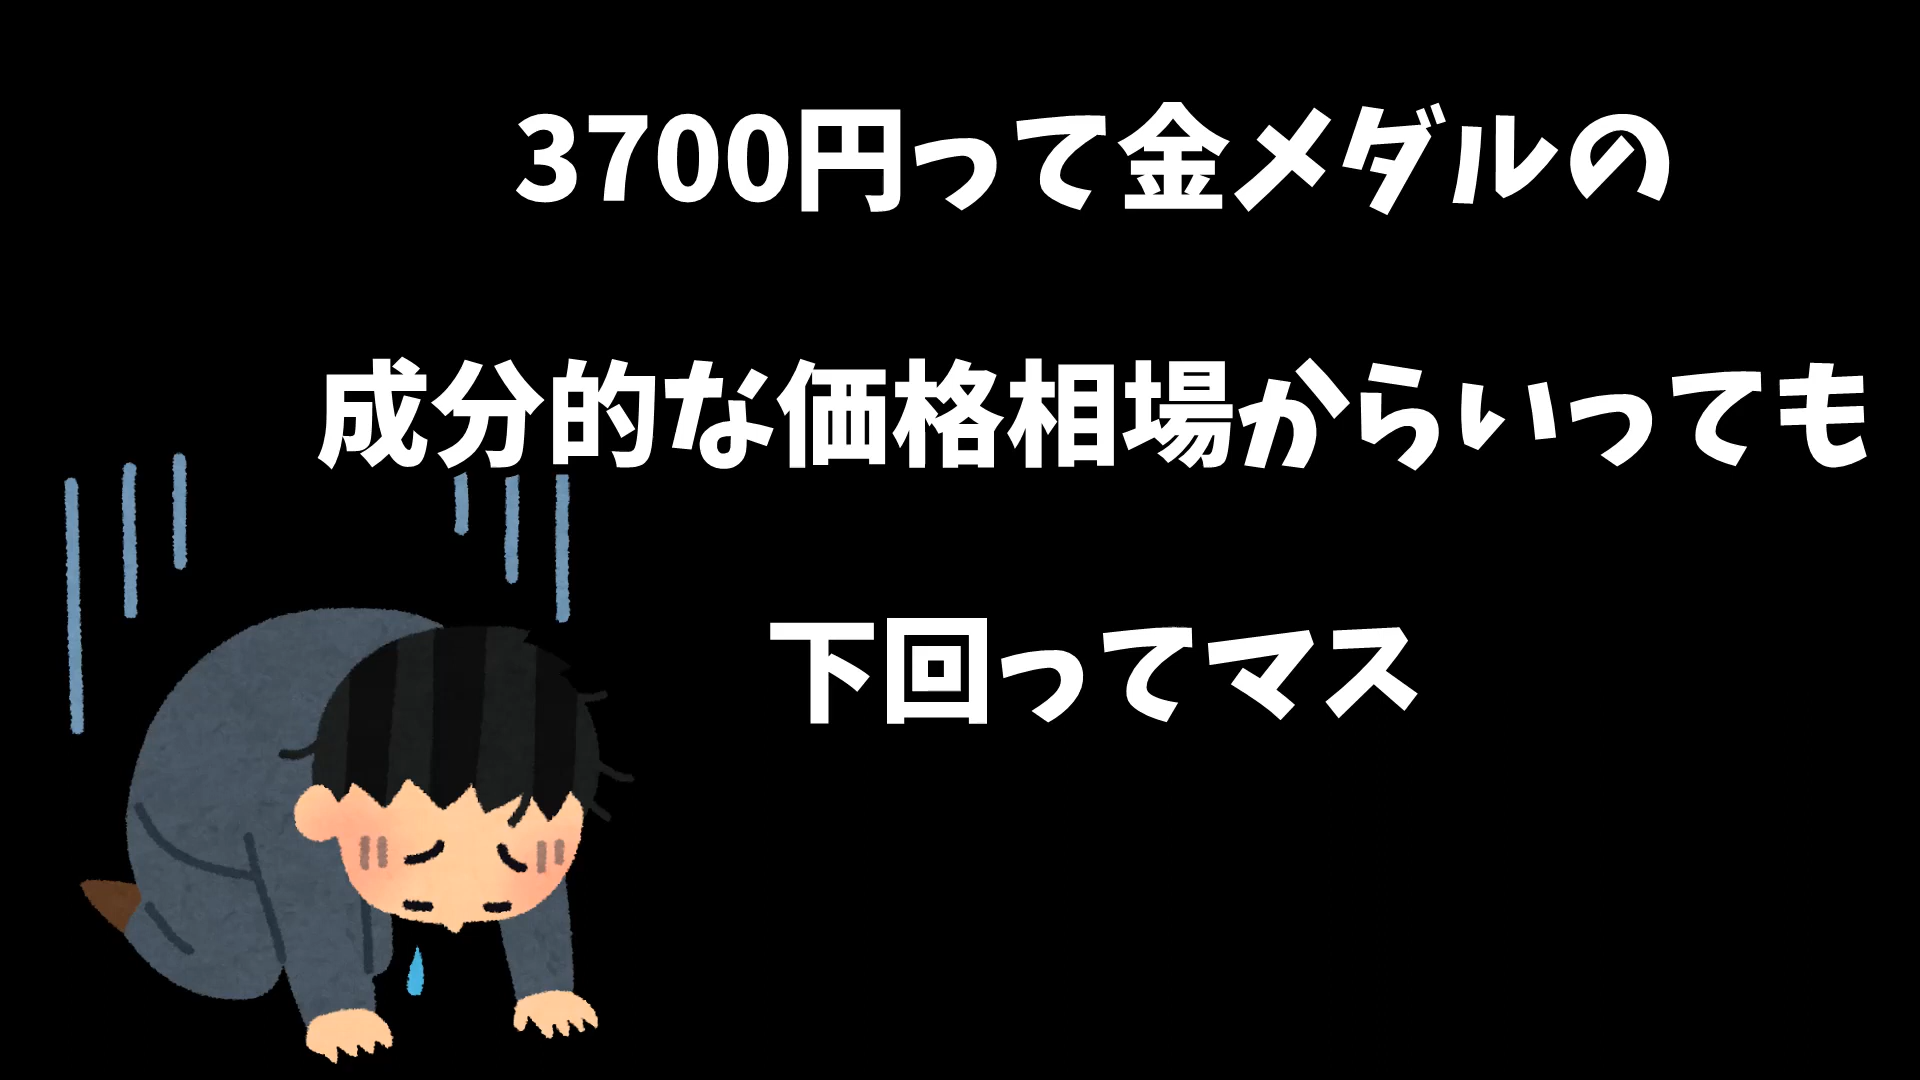 3700円って金メダルの
成分的な価格相場からいっても
下回ってマス